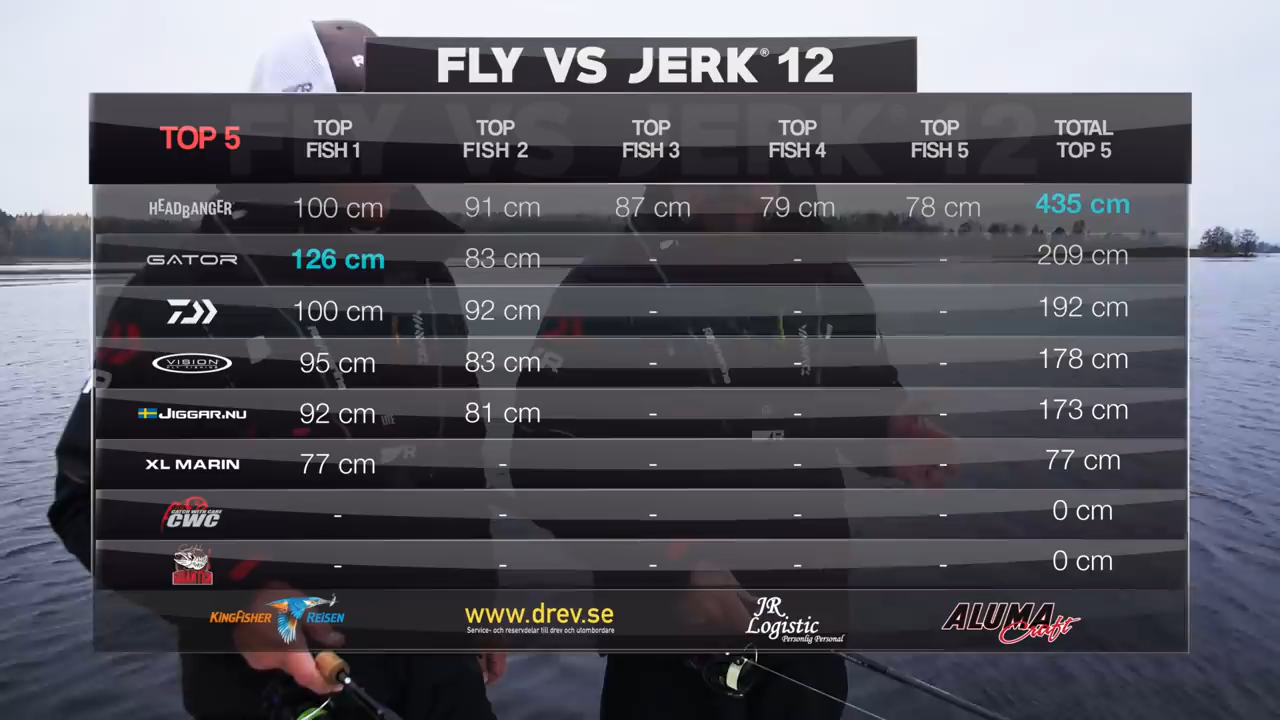 FLY VS JERK® 12
TOP 5 TOP FISH 1 TOP FISH 2 TOP FISH 3 TOP FISH 4 TOP FISH 5 TOTAL TOP 5
HEADBANGER 100 cm 91 cm 87 cm 79 cm 78 cm 435 cm
GATOR 126 cm 83 cm - - - 209 cm
100 cm 92 cm - - - 192 cm
VISION FLY FISHING 95 cm 83 cm - - - 178 cm
JIGGAR.NU 92 cm 81 cm - - - 173 cm
XL MARIN 77 cm - - - - 77 cm
CATCH WITH CARE CWC - - - - - 0 cm
- - - - - 0 cm
KINGFISHER REISEN www.drev.se JR. Logistic ALUMA Craft
Service- och reservdelar till drev och utombordare Personlig Personal